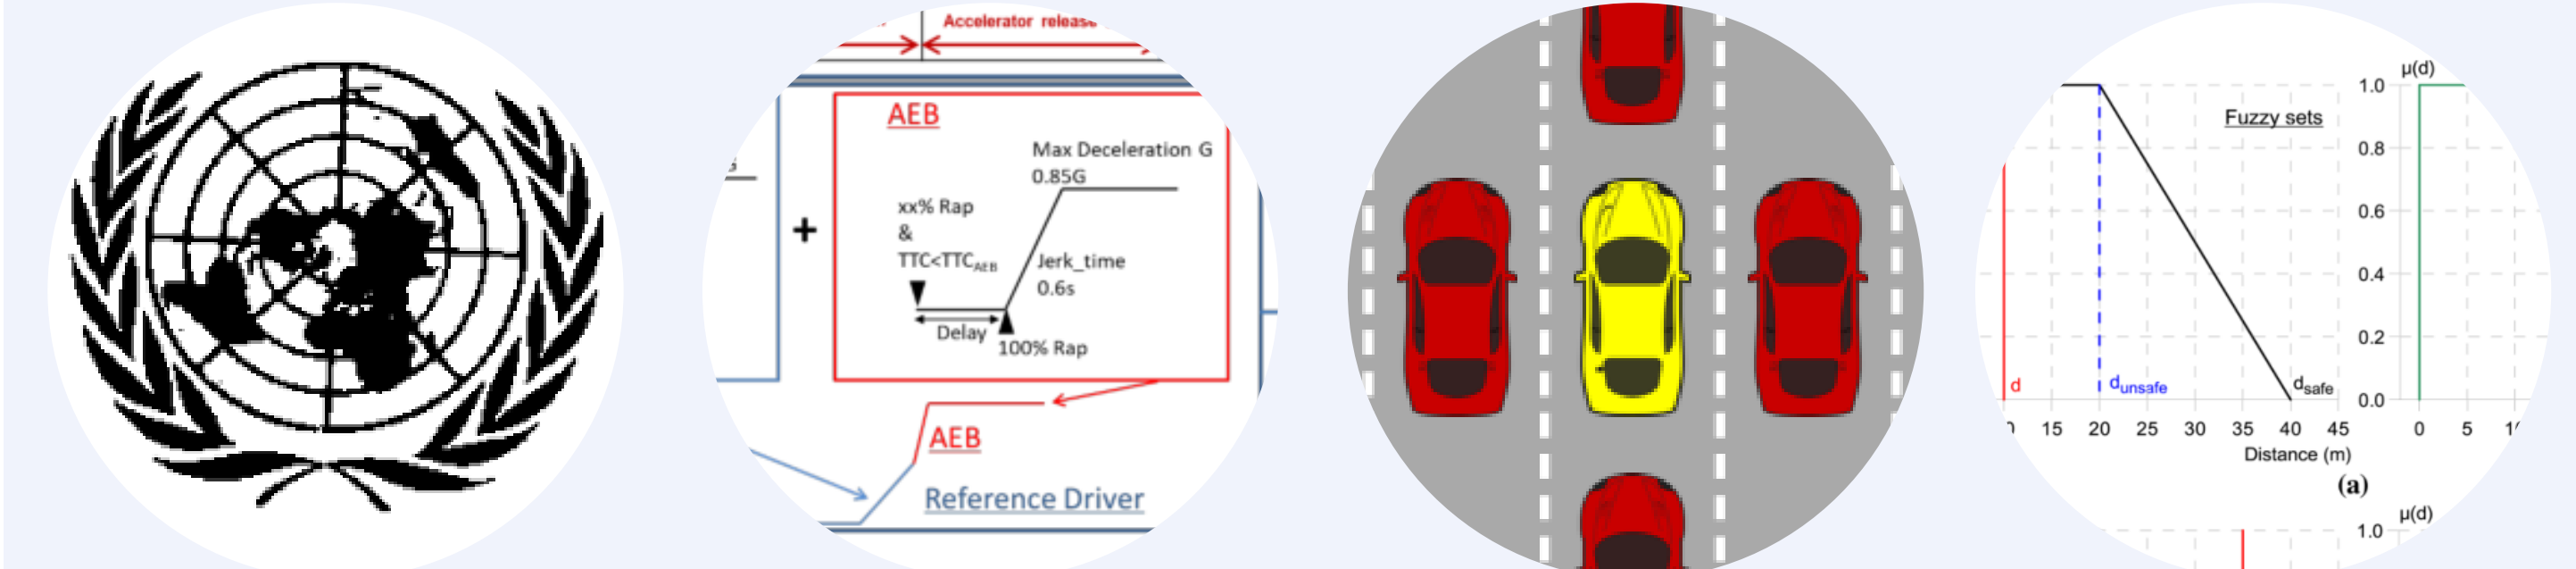 Accelerator release
AEB
Max Deceleration G
0.85G
xx% Rap
&
TTC<TTCAEB
+
Jerk_time
0.6s
Delay
100% Rap
AEB
Reference Driver
μ(d)
1.0
Fuzzy sets
0.8
0.6
0.4
0.2
d
dunsafe
dsafe
0.0
15 20 25 30 35 40 45
0 5
Distance (m)
(a)
μ(d)
1.0